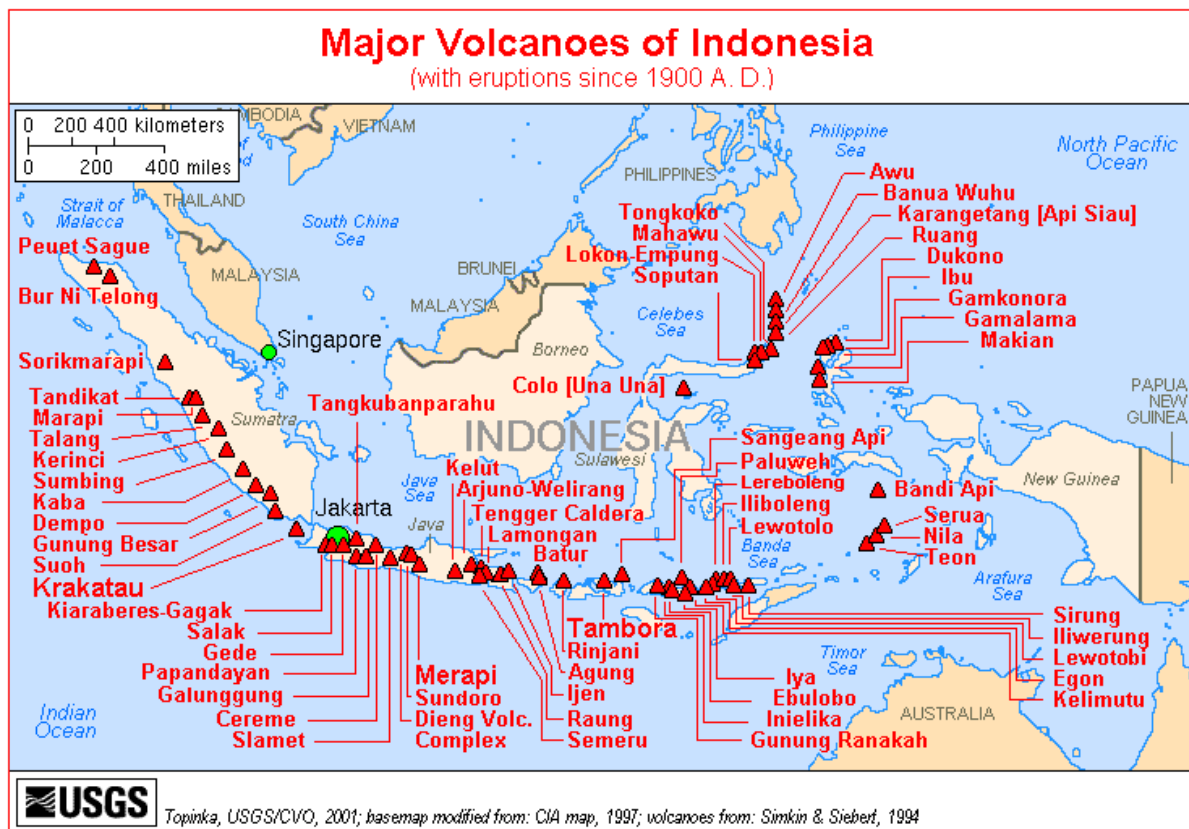 Major Volcanoes of Indonesia
(with eruptions since 1900 A. D.)
0 200 400 kilometers
0 200 400 miles
CAMBODIA
VIETNAM
THAILAND
Strait of
Malacca
South China
Sea
Philippine
Sea
North Pacific
Ocean
PHILIPPINES
MALAYSIA
BRUNEI
MALAYSIA
Celebes
Sea
Borneo
Singapore
Sumatra
INDONESIA
Sulawesi
Java
Sea
Java
Jakarta
Banda
Sea
New Guinea
PAPUA
NEW
GUINEA
Arafura
Sea
Timor
Sea
AUSTRALIA
Indian
Ocean
Peuet Sague
Bur Ni Telong
Sorikmarapi
Tandikat
Marapi
Talang
Kerinci
Sumbing
Kaba
Dempo
Gunung Besar
Suoh
Krakatau
Kiaraberes-Gagak
Salak
Gede
Papandayan
Galunggung
Cereme
Slamet
Tangkubanparahu
Merapi
Sundoro
Dieng Volc.
Complex
Kelut
Arjuno-Welirang
Tengger Caldera
Lamongan
Batur
Tambora
Rinjani
Agung
Ijen
Raung
Semeru
Tongkoko
Mahawu
Lokon-Empung
Soputan
Colo [Una Una]
Awu
Banua Wuhu
Karangetang [Api Siau]
Ruang
Dukono
Ibu
Gamkonora
Gamalama
Makian
Sangeang Api
Paluweh
Lereboleng
Iliboleng
Lewotolo
Bandi Api
Serua
Nila
Teon
Sirung
Iliwerung
Lewotobi
Egon
Kelimutu
Iya
Ebulobo
Inielika
Gunung Ranakah
USGS
Topinka, USGS/CVO, 2001; basemap modified from: CIA map, 1997; volcanoes from: Simkin & Siebert, 1994